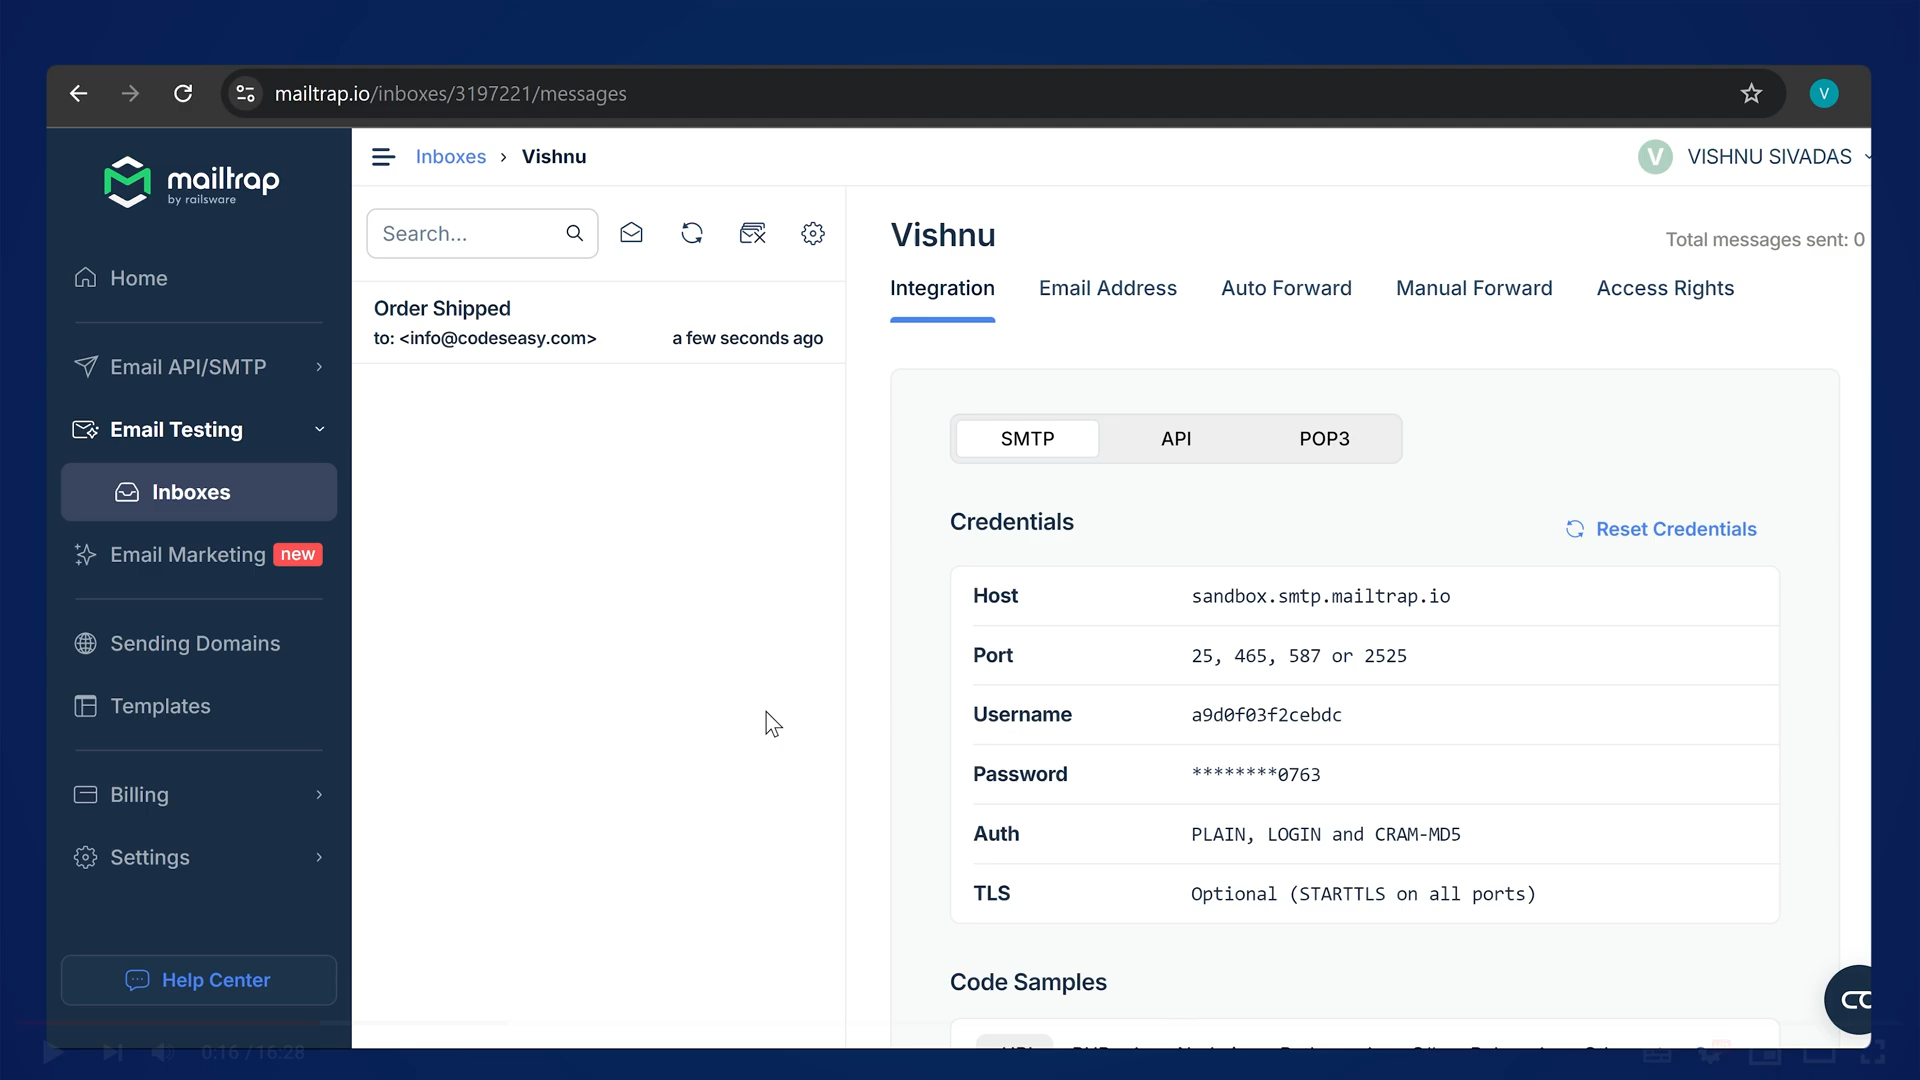 mailtrap.io/inboxes/3197221/messages
V
mailtrap
by railsware
Home
Email API/SMTP
Email Testing
Inboxes
Email Marketing new
Sending Domains
Templates
Billing
Settings
Help Center
Inboxes › Vishnu
V VISHNU SIVADAS
Search...
Order Shipped
to: <info@codeseasy.com> a few seconds ago
Vishnu
Total messages sent: 0
Integration Email Address Auto Forward Manual Forward Access Rights
SMTP API POP3
Credentials
Reset Credentials
Host sandbox.smtp.mailtrap.io
Port 25, 465, 587 or 2525
Username a9d0f03f2cebdc
Password ********0763
Auth PLAIN, LOGIN and CRAM-MD5
TLS Optional (STARTTLS on all ports)
Code Samples
0:16 / 16:28